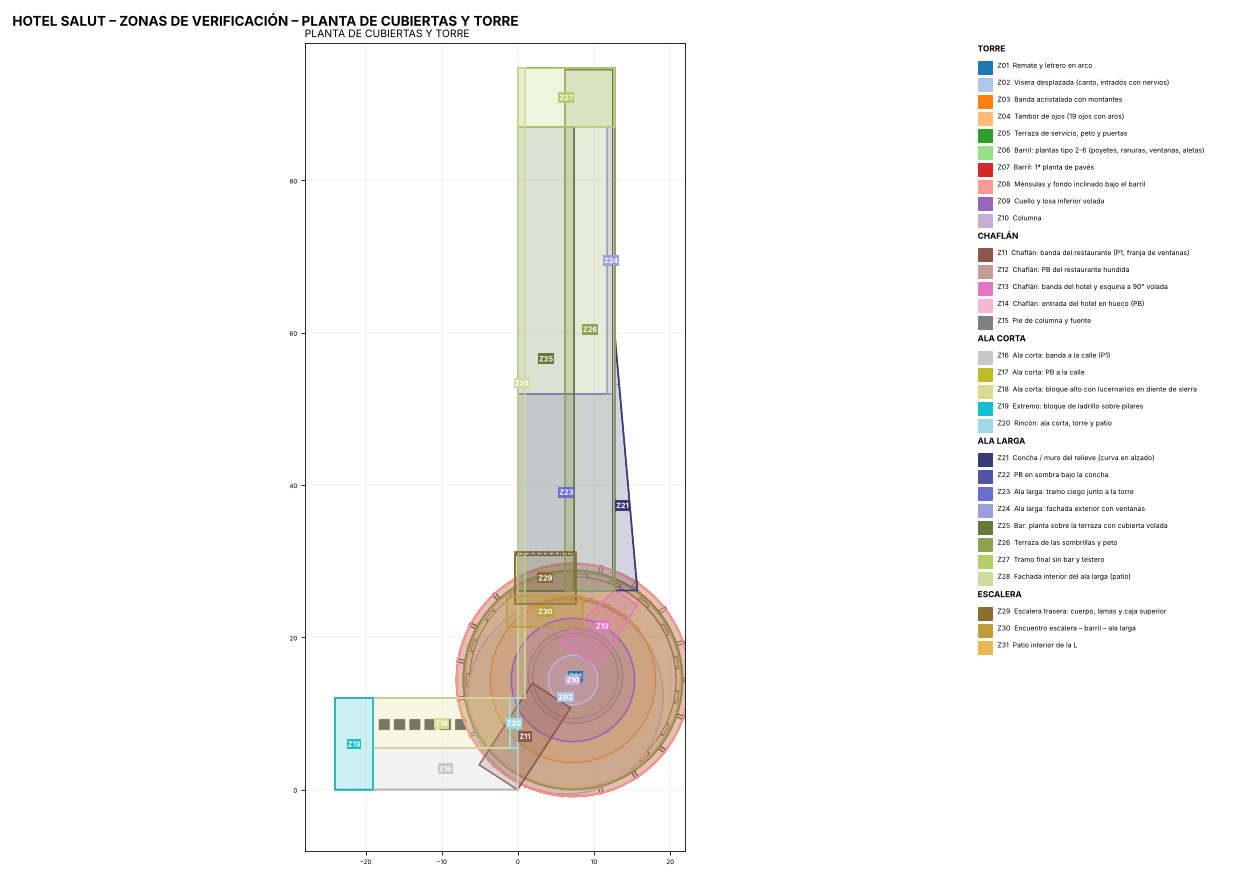 HOTEL SALUT – ZONAS DE VERIFICACIÓN – PLANTA DE CUBIERTAS Y TORRE
PLANTA DE CUBIERTAS Y TORRE
TORRE
Z01 Remate y letrero en arco
Z02 Visera desplazada (canto, intradós con nervios)
Z03 Banda acristalada con montantes
Z04 Tambor de ojos (19 ojos con aros)
Z05 Terraza de servicio, peto y puertas
Z06 Barril: plantas tipo 2-6 (poyetes, ranuras, ventanas, aletas)
Z07 Barril: 1ª planta de pavés
Z08 Ménsulas y fondo inclinado bajo el barril
Z09 Cuello y losa inferior volada
Z10 Columna
CHAFLÁN
Z11 Chaflán: banda del restaurante (P1, franja de ventanas)
Z12 Chaflán: PB del restaurante hundida
Z13 Chaflán: banda del hotel y esquina a 90° volada
Z14 Chaflán: entrada del hotel en hueco (PB)
Z15 Pie de columna y fuente
ALA CORTA
Z16 Ala corta: banda a la calle (P1)
Z17 Ala corta: PB a la calle
Z18 Ala corta: bloque alto con lucernarios en diente de sierra
Z19 Extremo: bloque de ladrillo sobre pilares
Z20 Rincón: ala corta, torre y patio
ALA LARGA
Z21 Concha / muro del relieve (curva en alzado)
Z22 PB en sombra bajo la concha
Z23 Ala larga: tramo ciego junto a la torre
Z24 Ala larga: fachada exterior con ventanas
Z25 Bar: planta sobre la terraza con cubierta volada
Z26 Terraza de las sombrillas y peto
Z27 Tramo final sin bar y testero
Z28 Fachada interior del ala larga (patio)
ESCALERA
Z29 Escalera trasera: cuerpo, lamas y caja superior
Z30 Encuentro escalera – barril – ala larga
Z31 Patio interior de la L
80
60
40
20
0
−20
−10
0
10
20
Z27
Z24
Z26
Z25
Z28
Z23
Z21
Z29
Z30
Z13
Z10
Z02
Z20
Z18
Z11
Z19
Z16